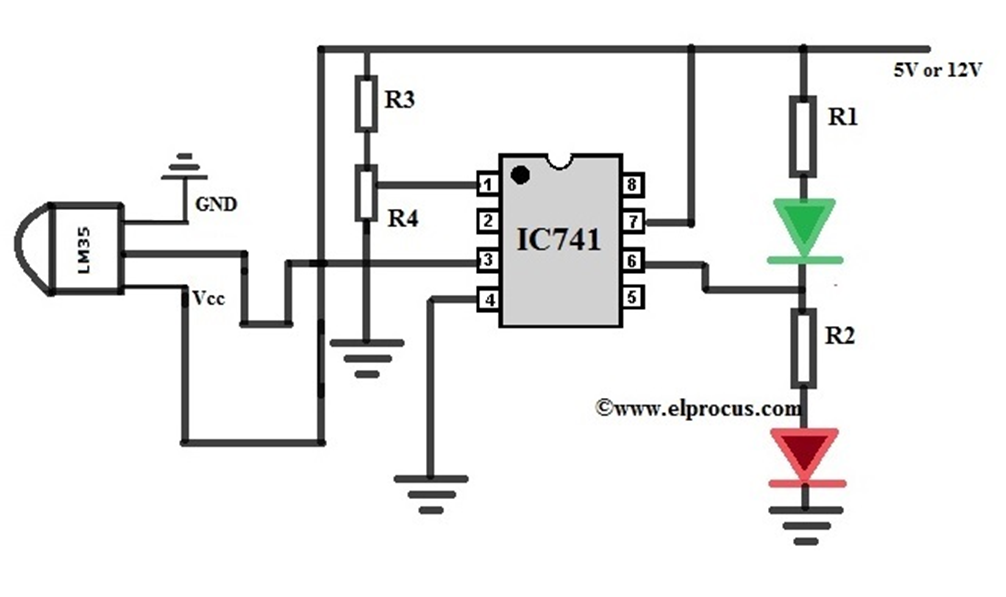 5V or 12V
R3
R1
GND
R4
LM35
Vcc
IC741
1
2
3
4
8
7
6
5
R2
©www.elprocus.com